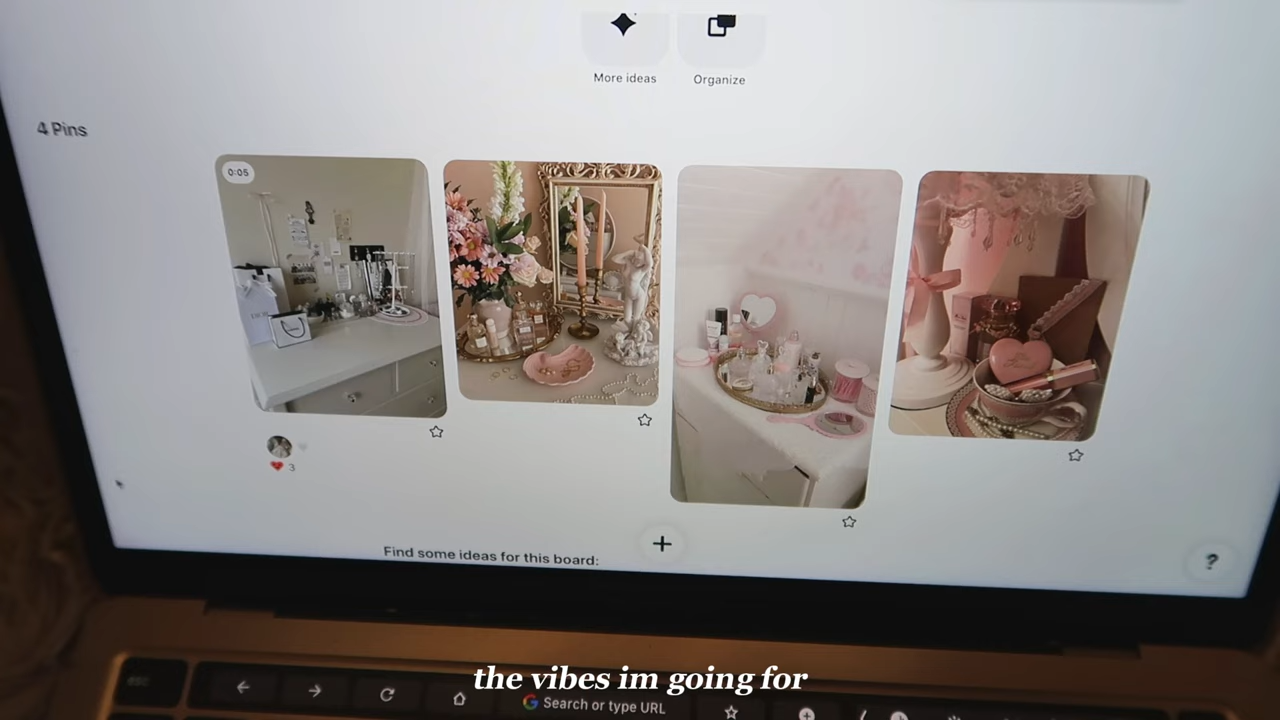 More ideas
Organize
4 Pins
0:05
3
Find some ideas for this board:
+
?
the vibes im going for
esc
Search or type URL